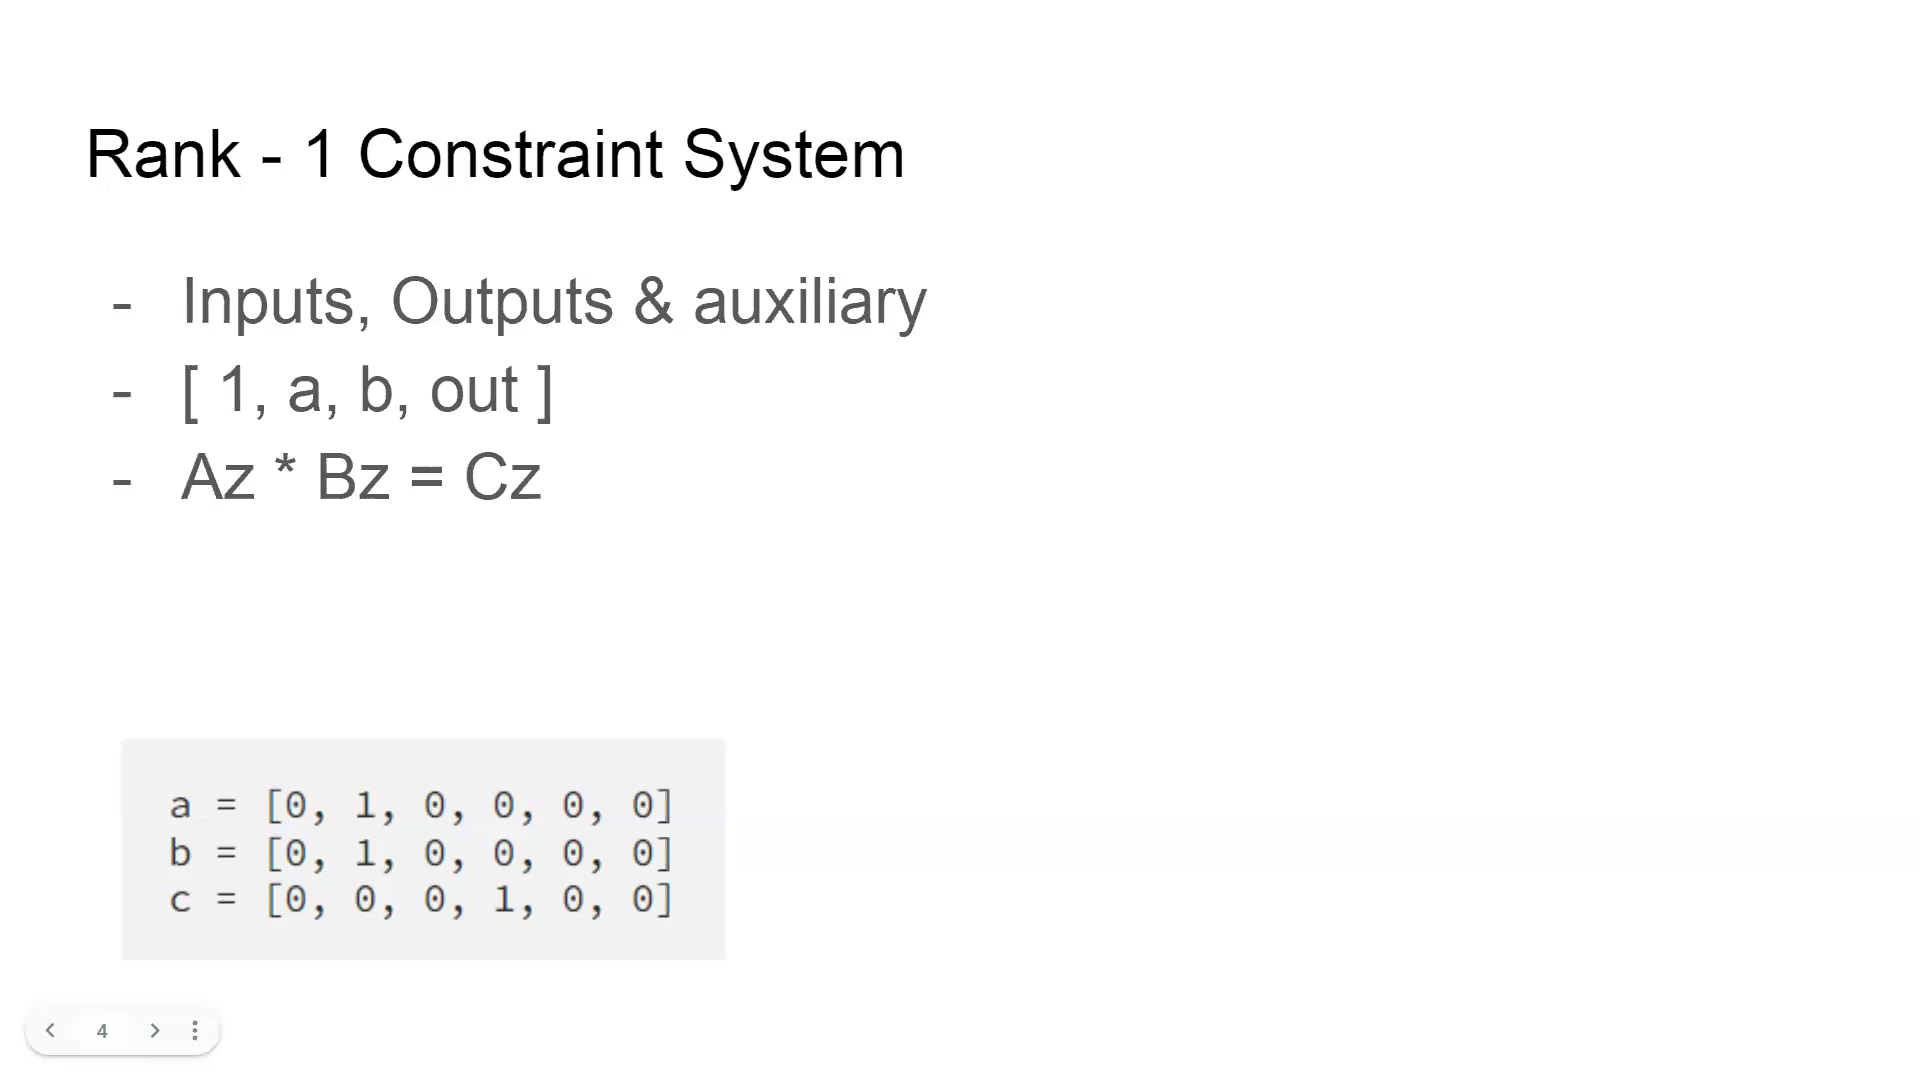 Rank - 1 Constraint System
- Inputs, Outputs & auxiliary
- [ 1, a, b, out ]
- Az * Bz = Cz
a = [0, 1, 0, 0, 0, 0]
b = [0, 1, 0, 0, 0, 0]
c = [0, 0, 0, 1, 0, 0]
4